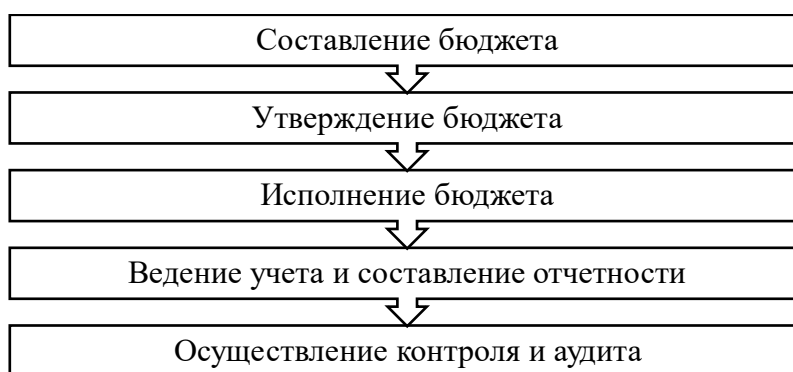 Составление бюджета
Утверждение бюджета
Исполнение бюджета
Ведение учета и составление отчетности
Осуществление контроля и аудита